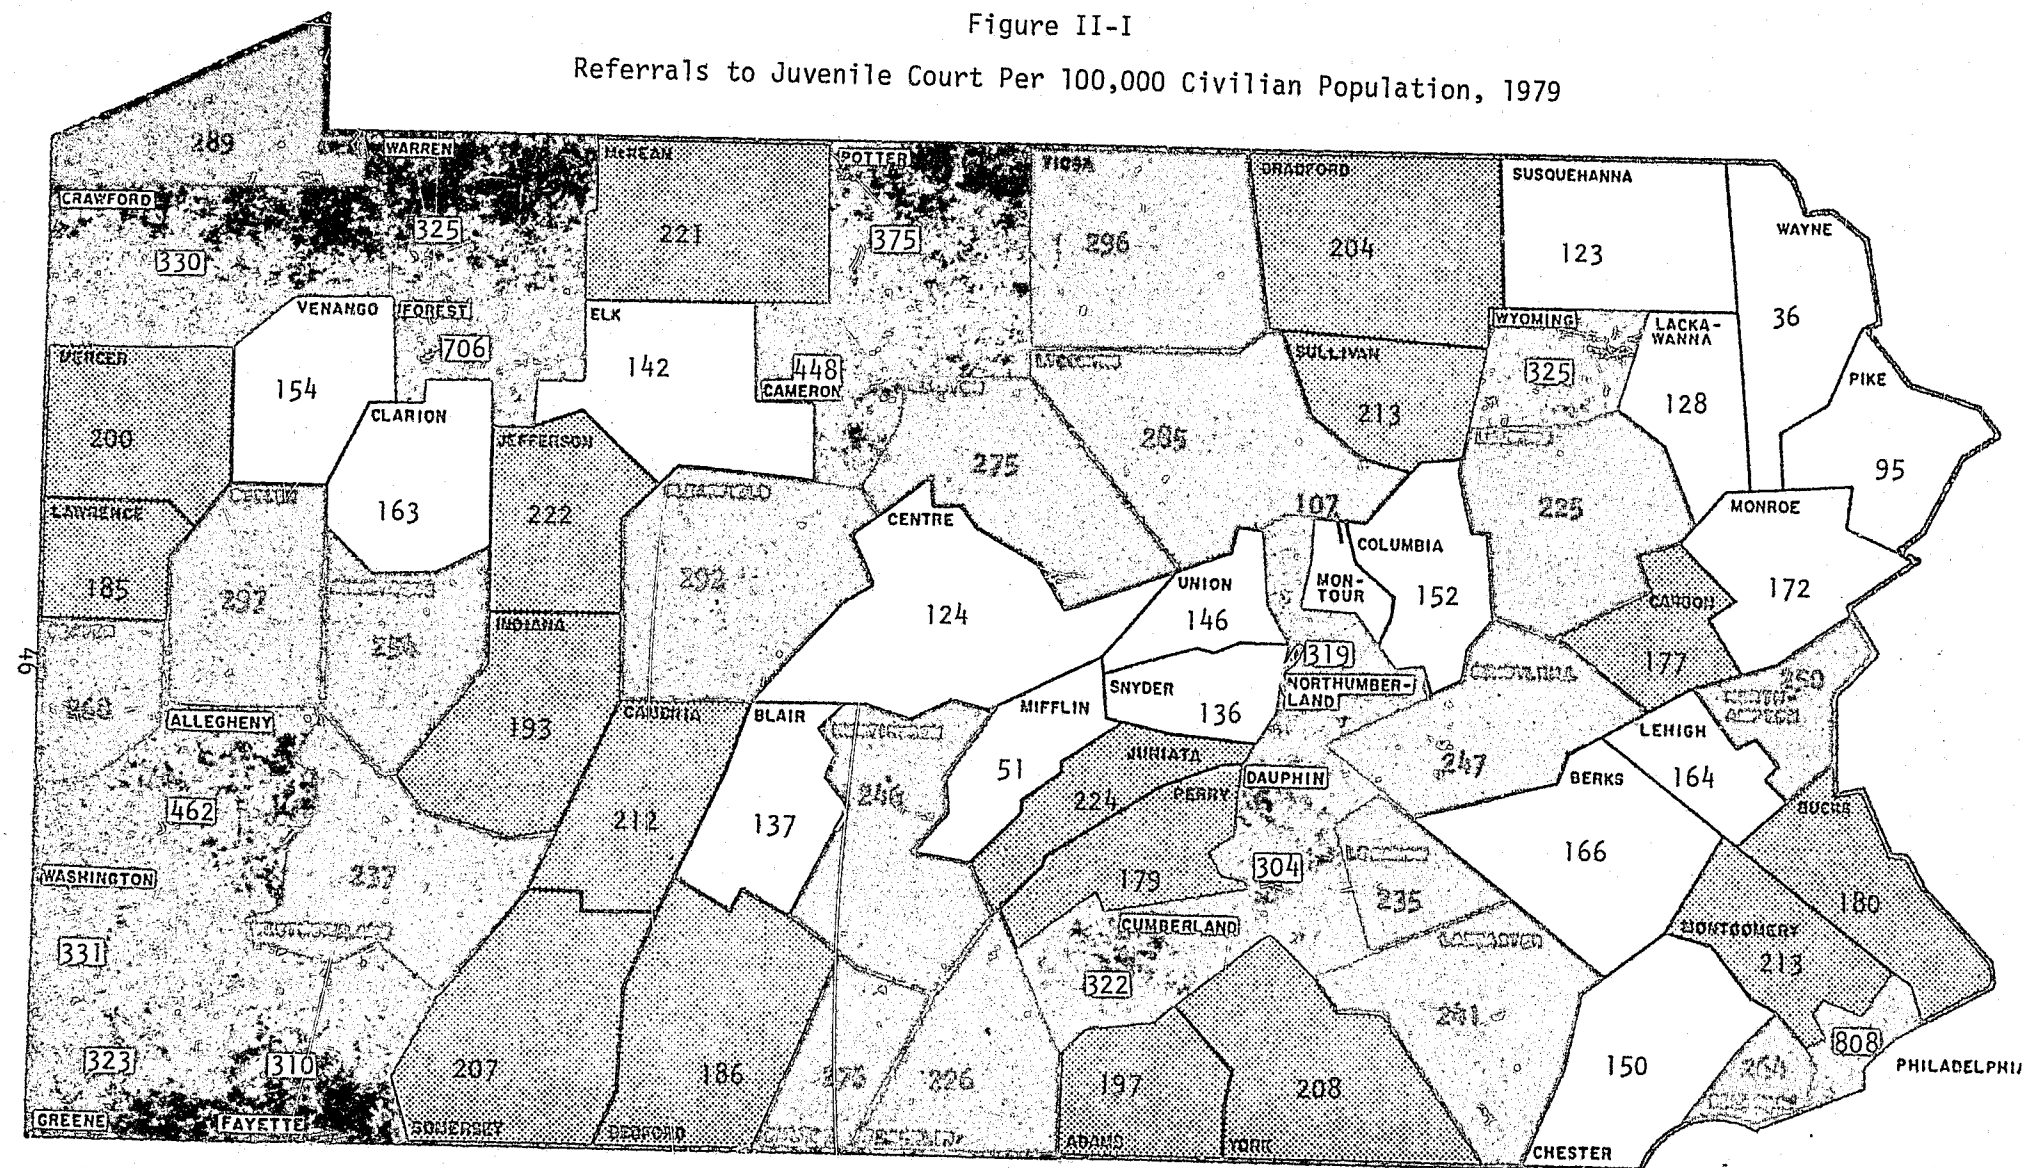 Figure II-I
Referrals to Juvenile Court Per 100,000 Civilian Population, 1979
289
WARREN
McKEAN
POTTER
TIOGA
BRADFORD
SUSQUEHANNA
WAYNE
CRAWFORD
330
325
221
375
296
204
123
36
VENANGO
FOREST
ELK
WYOMING
LACKA-
WANNA
706
448
CAMERON
142
154
MERCER
200
SULLIVAN
213
325
128
PIKE
95
CLARION
163
JEFFERSON
222
275
285
107
225
MONROE
172
LAWRENCE
185
297
CLEARFIELD
292
CENTRE
124
UNION
146
MON-
TOUR
COLUMBIA
152
CARBON
177
254
INDIANA
193
SNYDER
136
319
NORTHUMBER-
LAND
46
ALLEGHENY
462
CAMBRIA
212
BLAIR
137
246
MIFFLIN
51
JUNIATA
224
PERRY
179
DAUPHIN
304
247
LEHIGH
164
BERKS
166
BUCKS
180
WASHINGTON
331
237
CUMBERLAND
322
235
MONTGOMERY
213
323
GREENE
310
FAYETTE
207
SOMERSET
186
BEDFORD
226
197
ADAMS
208
YORK
241
150
CHESTER
808
PHILADELPHI